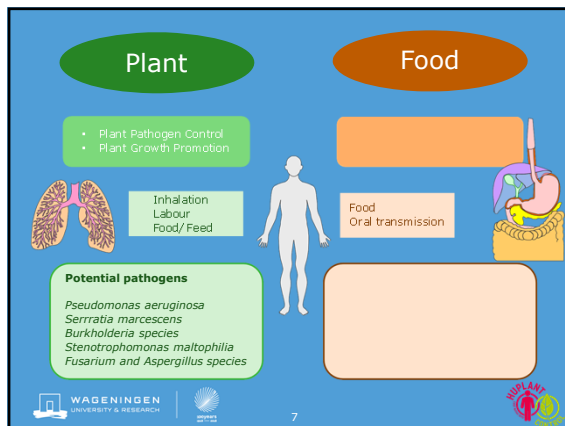 Plant
Food
• Plant Pathogen Control
• Plant Growth Promotion
Inhalation
Labour
Food/ Feed
Food
Oral transmission
Potential pathogens
Pseudomonas aeruginosa
Serrratia marcescens
Burkholderia species
Stenotrophomonas maltophilia
Fusarium and Aspergillus species
WAGENINGEN
UNIVERSITY & RESEARCH
7
HUPLANT